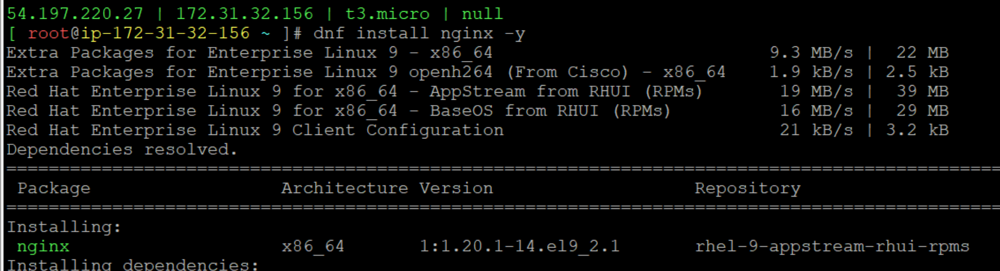 54.197.220.27 | 172.31.32.156 | t3.micro | null
[ root@ip-172-31-32-156 ~ ]# dnf install nginx -y
Extra Packages for Enterprise Linux 9 - x86_64 9.3 MB/s | 22 MB
Extra Packages for Enterprise Linux 9 openh264 (From Cisco) - x86_64 1.9 kB/s | 2.5 kB
Red Hat Enterprise Linux 9 for x86_64 - AppStream from RHUI (RPMs) 19 MB/s | 39 MB
Red Hat Enterprise Linux 9 for x86_64 - BaseOS from RHUI (RPMs) 16 MB/s | 29 MB
Red Hat Enterprise Linux 9 Client Configuration 21 kB/s | 3.2 kB
Dependencies resolved.
Package Architecture Version Repository
Installing:
nginx x86_64 1:1.20.1-14.el9_2.1 rhel-9-appstream-rhui-rpms
Installing dependencies: